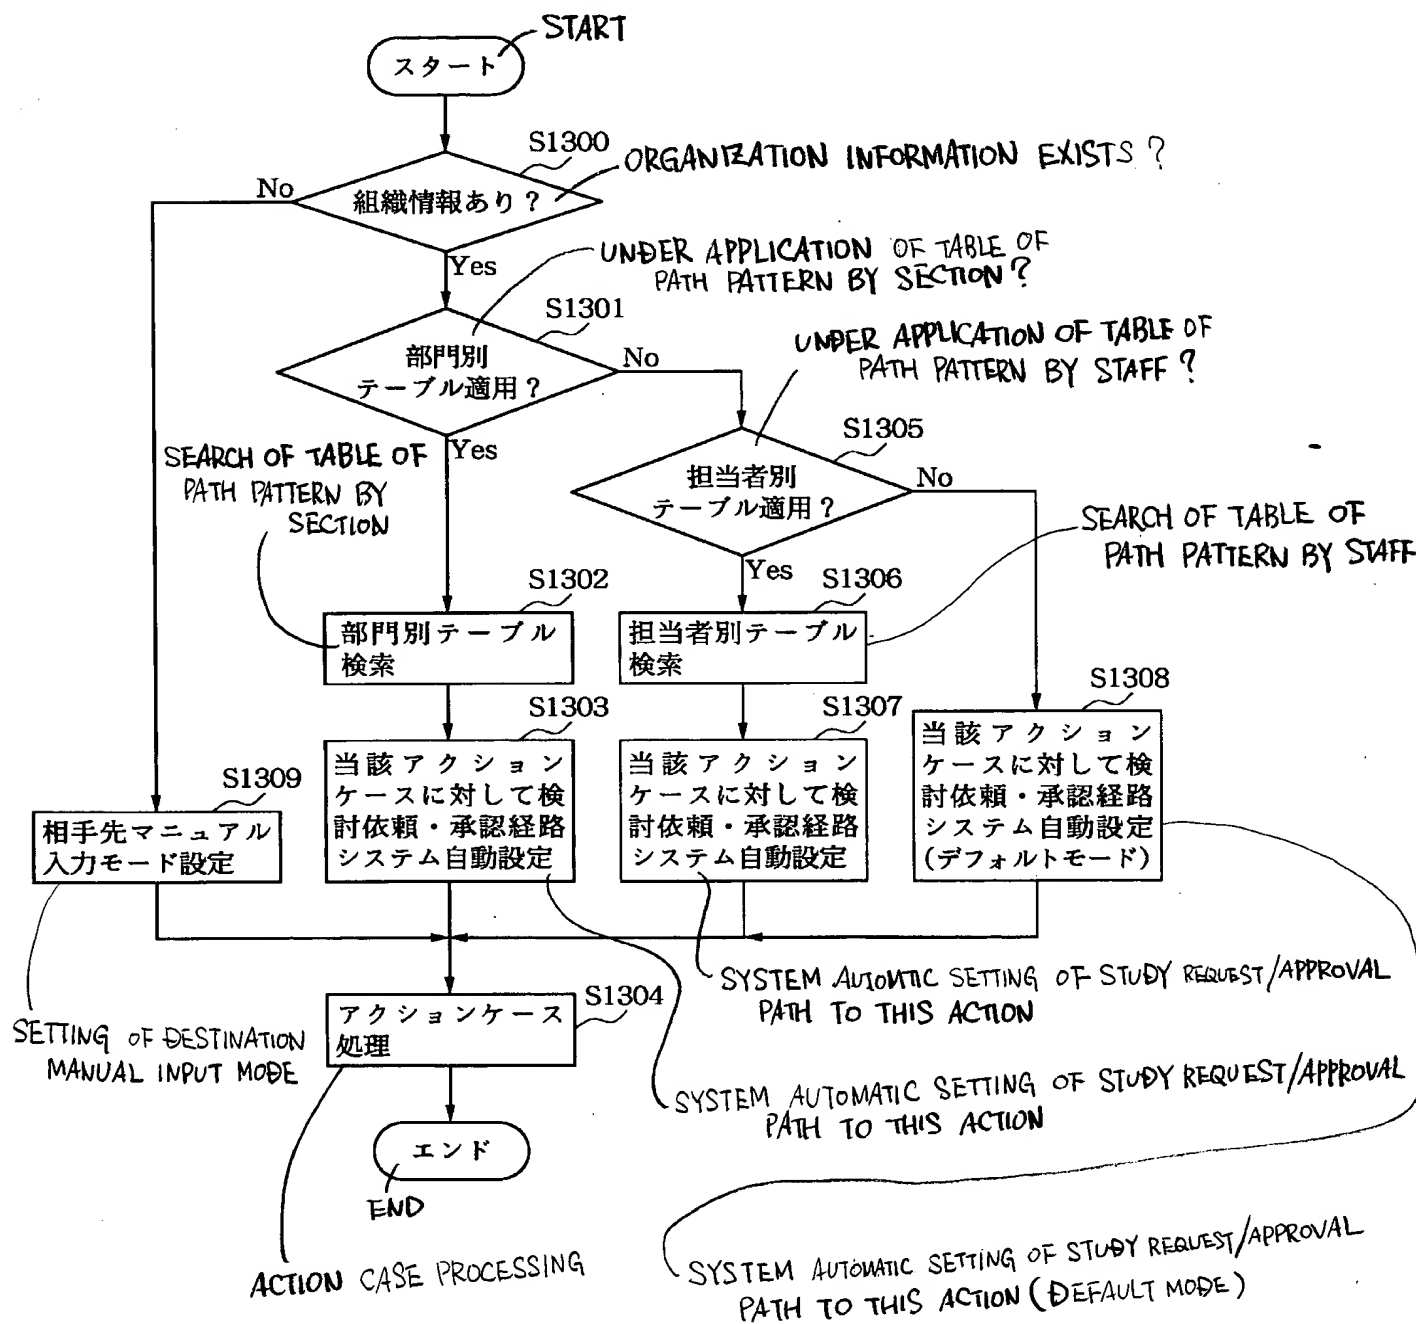 START
スタート
S1300
ORGANIZATION INFORMATION EXISTS?
No
組織情報あり?
Yes
UNDER APPLICATION OF TABLE OF
PATH PATTERN BY SECTION?
S1301
部門別
テーブル適用?
No
UNDER APPLICATION OF TABLE OF
PATH PATTERN BY STAFF?
Yes
S1305
担当者別
テーブル適用?
No
SEARCH OF TABLE OF
PATH PATTERN BY
SECTION
SEARCH OF TABLE OF
PATH PATTERN BY STAFF
Yes
S1302
部門別テーブル
検索
S1306
担当者別テーブル
検索
S1303
当該アクション
ケースに対して検
討依頼・承認経路
システム自動設定
S1307
当該アクション
ケースに対して検
討依頼・承認経路
システム自動設定
S1308
当該アクション
ケースに対して検
討依頼・承認経路
システム自動設定
(デフォルトモード)
S1309
相手先マニュアル
入力モード設定
SYSTEM AUTOMTIC SETTING OF STUDY REQUEST/APPROVAL
PATH TO THIS ACTION
S1304
アクションケース
処理
SETTING OF DESTINATION
MANUAL INPUT MODE
SYSTEM AUTOMATIC SETTING OF STUDY REQUEST/APPROVAL
PATH TO THIS ACTION
エンド
END
ACTION CASE PROCESSING
SYSTEM AUTOMATIC SETTING OF STUDY REQUEST/APPROVAL
PATH TO THIS ACTION (DEFAULT MODE)